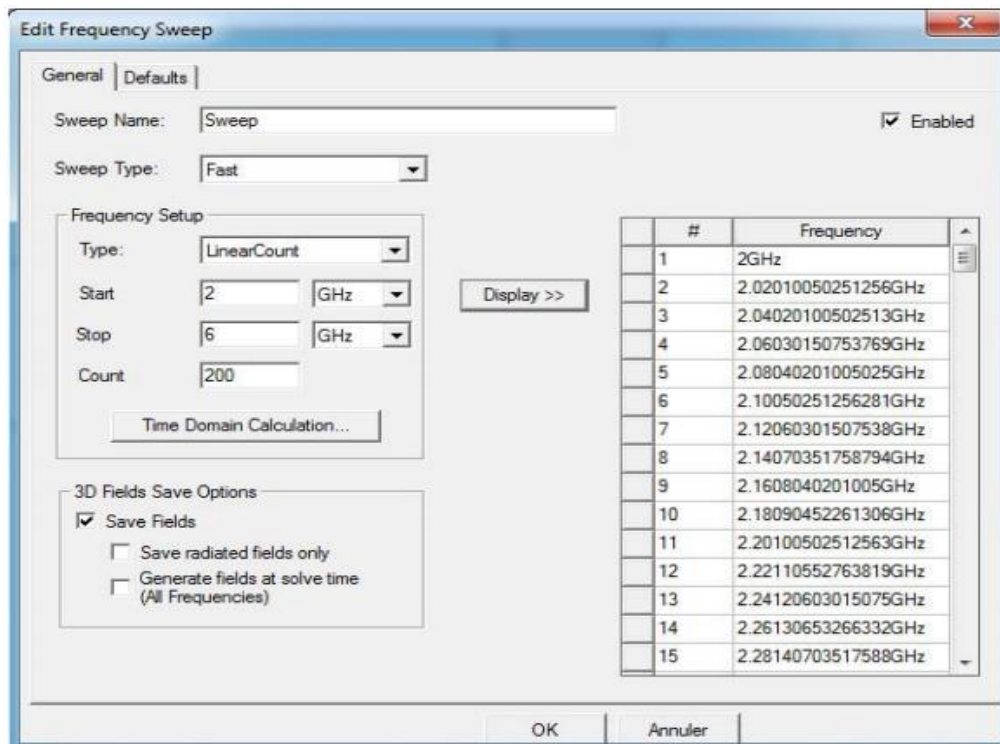 Edit Frequency Sweep
General Defaults
Sweep Name: Sweep Enabled
Sweep Type: Fast
Frequency Setup
Type: LinearCount
Start 2 GHz
Stop 6 GHz
Count 200
Time Domain Calculation...
Display >>
3D Fields Save Options
Save Fields
Save radiated fields only
Generate fields at solve time
(All Frequencies)
# Frequency
1 2GHz
2 2.02010050251256GHz
3 2.04020100502513GHz
4 2.06030150753769GHz
5 2.08040201005025GHz
6 2.10050251256281GHz
7 2.12060301507538GHz
8 2.14070351758794GHz
9 2.1608040201005GHz
10 2.18090452261306GHz
11 2.20100502512563GHz
12 2.22110552763819GHz
13 2.24120603015075GHz
14 2.26130653266332GHz
15 2.28140703517588GHz
OK Annuler